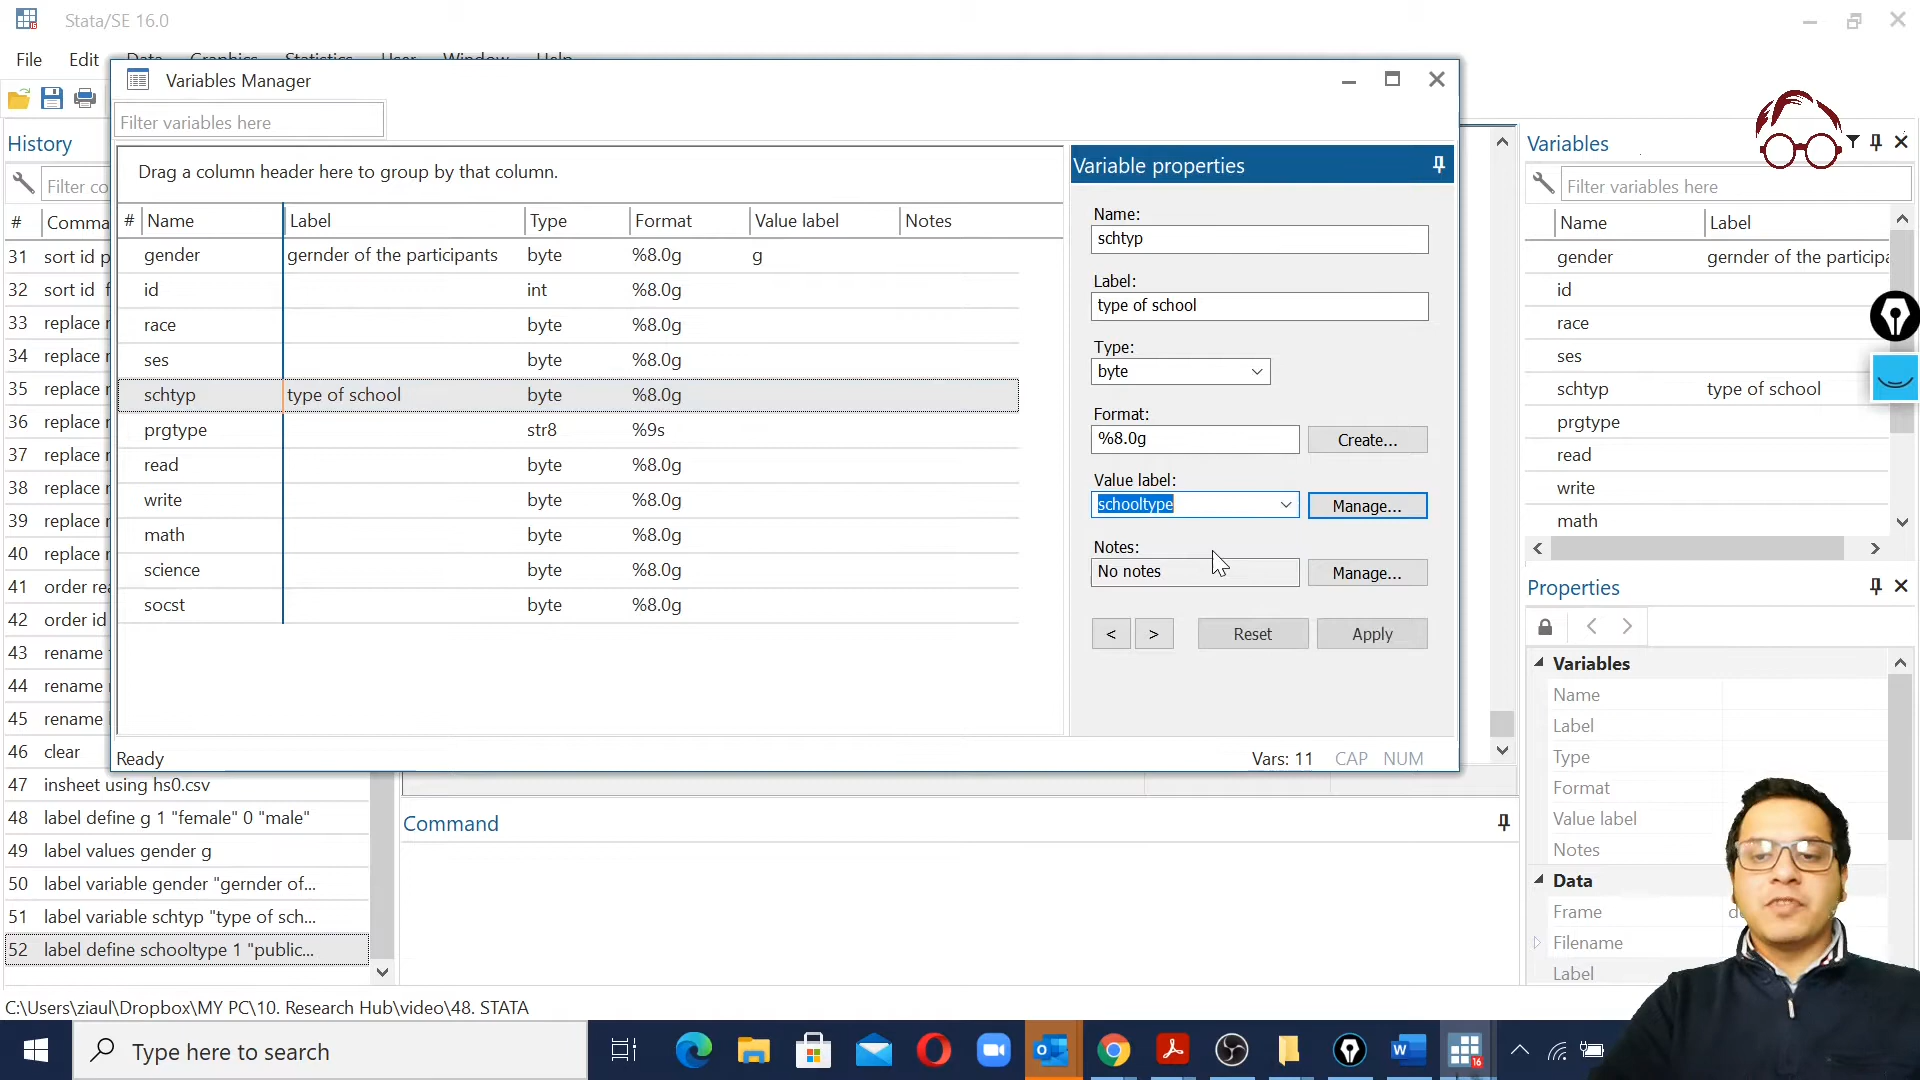 Stata/SE 16.0
File Edit Data Graphics Statistics User Window Help
Variables Manager
Filter variables here
History
Filter co
# Comma
31 sort id p
32 sort id f
33 replace r
34 replace r
35 replace r
36 replace r
37 replace r
38 replace r
39 replace r
40 replace r
41 order rea
42 order id
43 rename
44 rename
45 rename
46 clear
47 insheet using hs0.csv
48 label define g 1 "female" 0 "male"
49 label values gender g
50 label variable gender "gernder of...
51 label variable schtyp "type of sch...
52 label define schooltype 1 "public...
Drag a column header here to group by that column.
# Name Label Type Format Value label Notes
gender gernder of the participants byte %8.0g g
id int %8.0g
race byte %8.0g
ses byte %8.0g
schtyp type of school byte %8.0g
prgtype str8 %9s
read byte %8.0g
write byte %8.0g
math byte %8.0g
science byte %8.0g
socst byte %8.0g
Ready
Vars: 11 CAP NUM
Variable properties
Name:
schtyp
Label:
type of school
Type:
byte
Format:
%8.0g Create...
Value label:
schooltype Manage...
Notes:
No notes Manage...
< > Reset Apply
Command
Variables
Filter variables here
Name Label
gender gernder of the participa
id
race
ses
schtyp type of school
prgtype
read
write
math
Properties
Variables
Name
Label
Type
Format
Value label
Notes
Data
Frame
Filename
Label
C:\Users\ziaul\Dropbox\MY PC\10. Research Hub\video\48. STATA
Type here to search
16